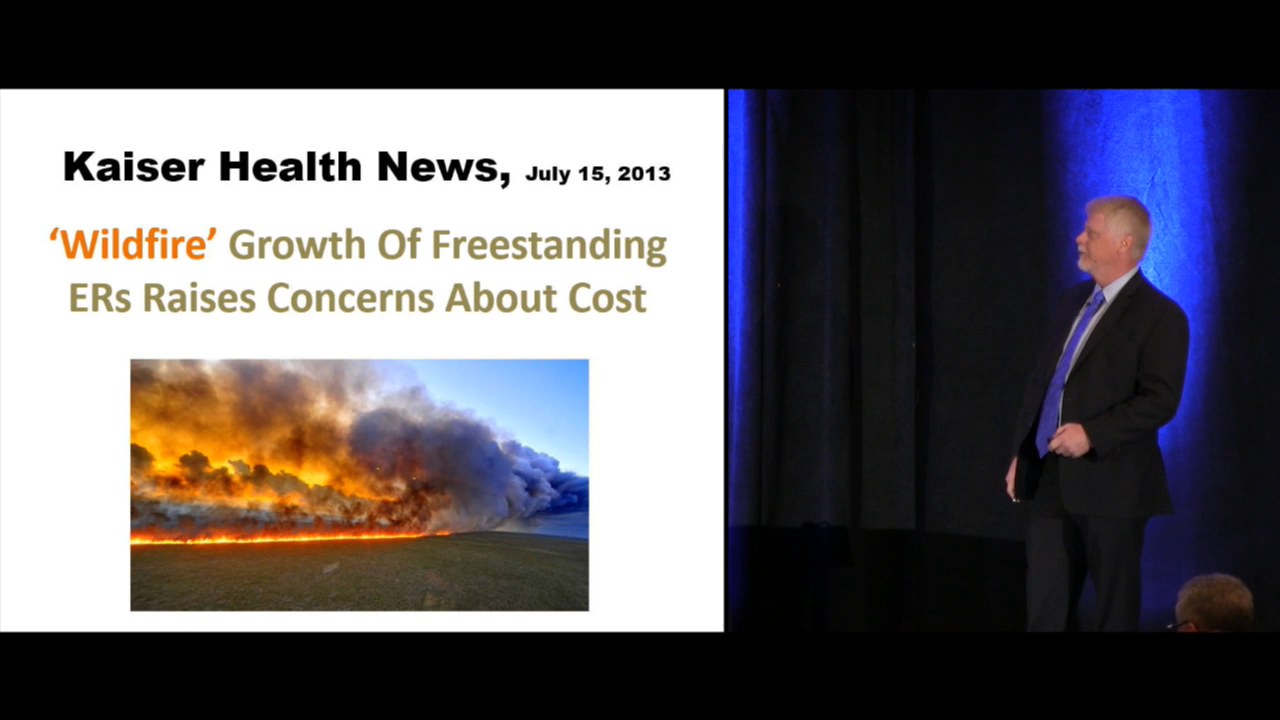 Kaiser Health News, July 15, 2013
‘Wildfire’ Growth Of Freestanding
ERs Raises Concerns About Cost